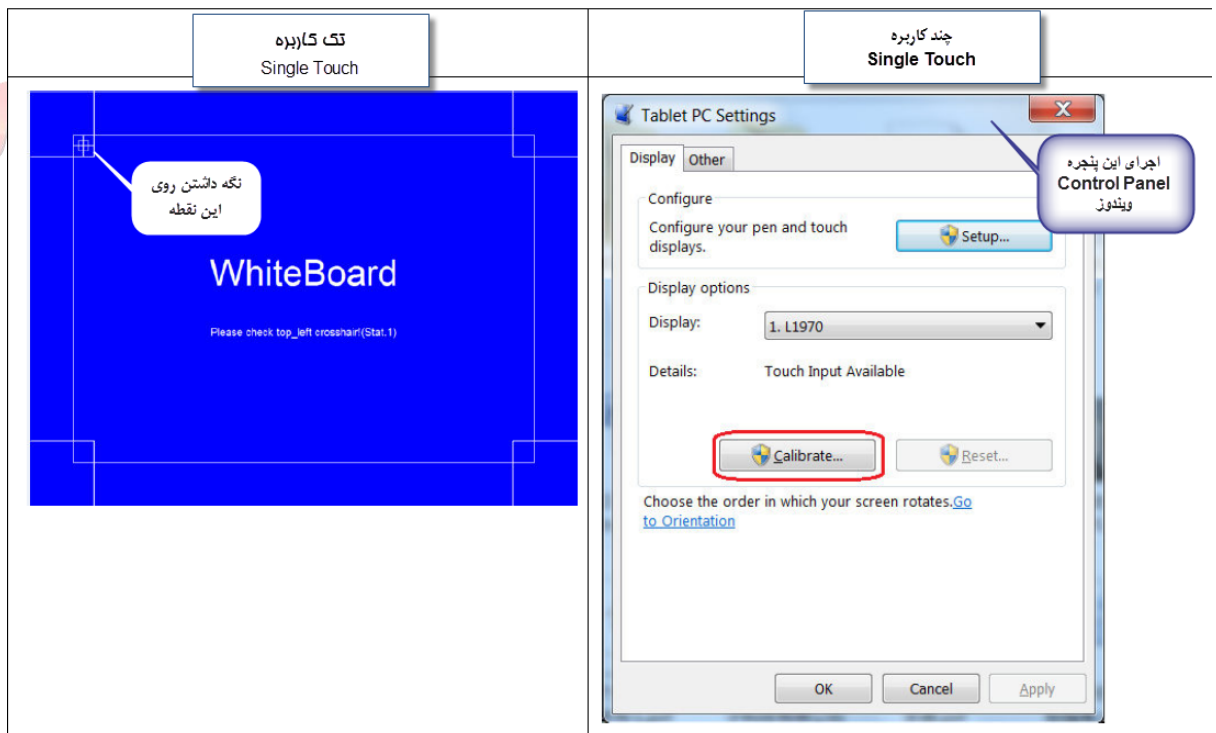 تک کاربره
Single Touch
نگه داشتن روی
این نقطه
WhiteBoard
Please check top_left crosshair!(Stat.1)
چند کاربره
Single Touch
Tablet PC Settings
اجرای این پنجره
Control Panel
ویندوز
Display Other
Configure
Configure your pen and touch
displays.
Setup...
Display options
Display:
1. L1970
Details:
Touch Input Available
Calibrate...
Reset...
Choose the order in which your screen rotates.Go
to Orientation
OK
Cancel
Apply